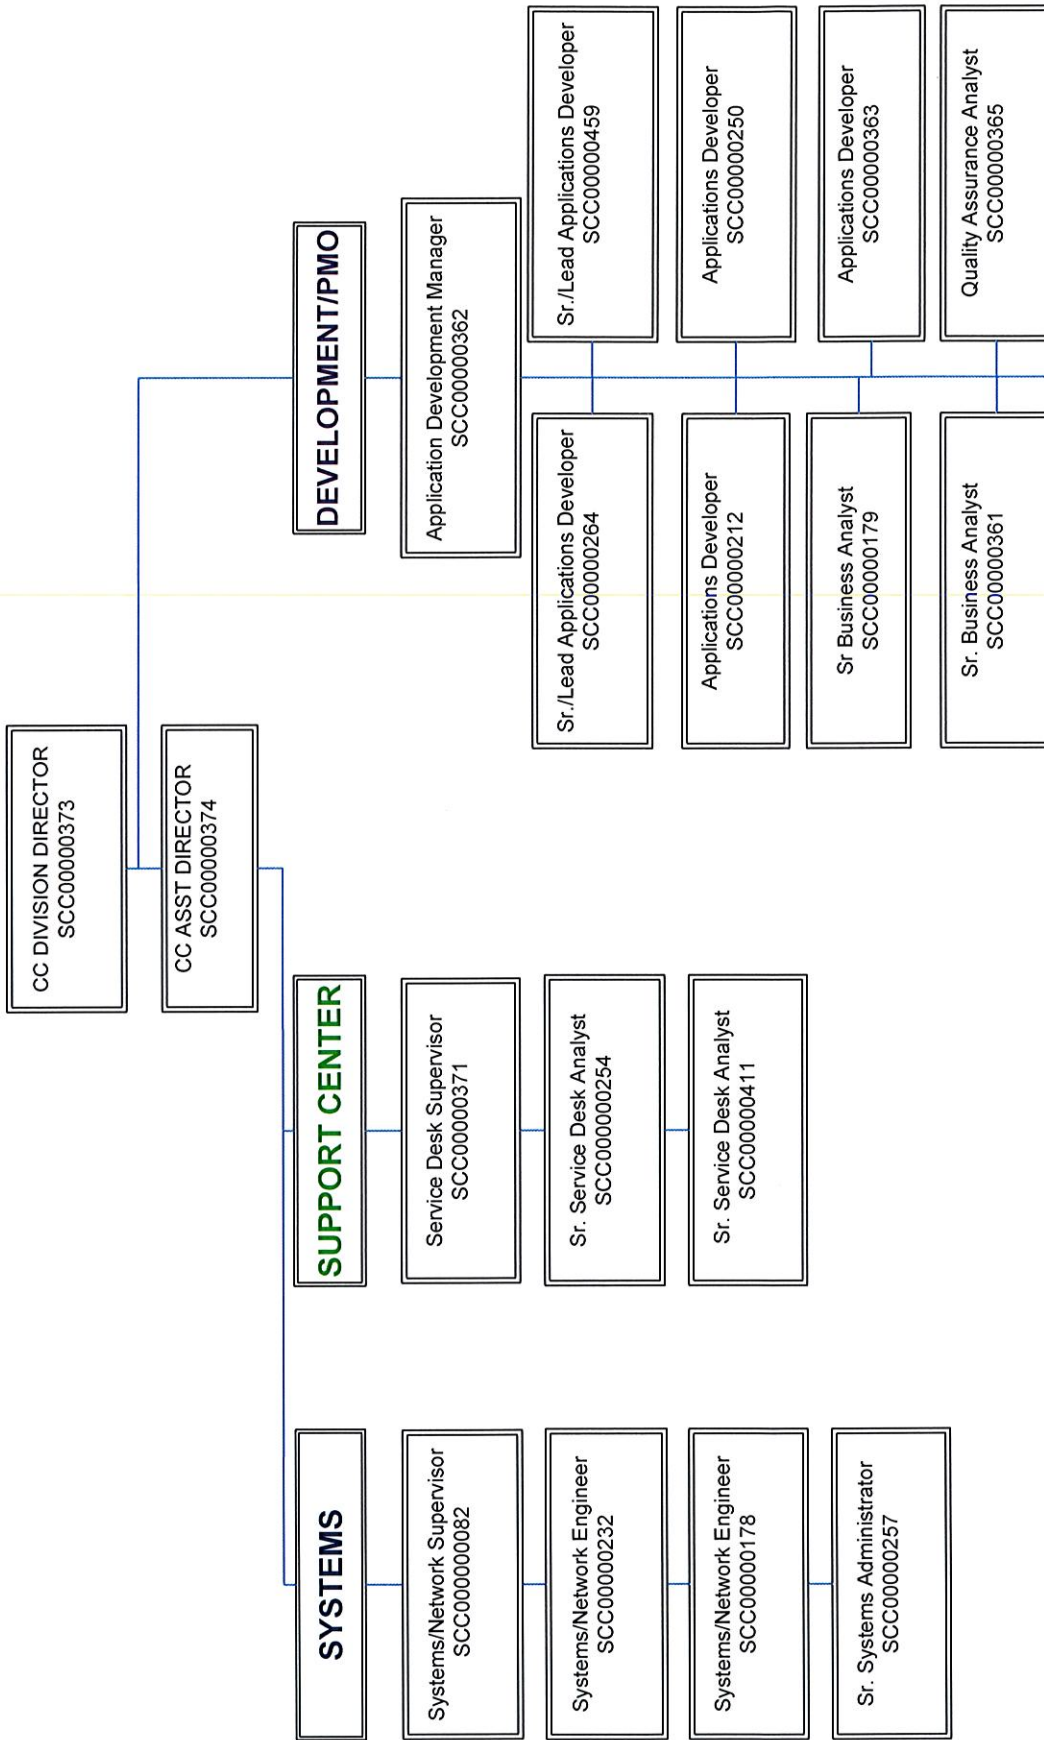 CC DIVISION DIRECTOR
SCC00000373
CC ASST DIRECTOR
SCC00000374
SYSTEMS
Systems/Network Supervisor
SCC00000082
Systems/Network Engineer
SCC00000232
Systems/Network Engineer
SCC00000178
Sr. Systems Administrator
SCC00000257
SUPPORT CENTER
Service Desk Supervisor
SCC00000371
Sr. Service Desk Analyst
SCC00000254
Sr. Service Desk Analyst
SCC00000411
DEVELOPMENT/PMO
Application Development Manager
SCC00000362
Sr./Lead Applications Developer
SCC00000264
Sr./Lead Applications Developer
SCC00000459
Applications Developer
SCC00000212
Applications Developer
SCC00000250
Sr Business Analyst
SCC00000179
Applications Developer
SCC00000363
Sr. Business Analyst
SCC00000361
Quality Assurance Analyst
SCC00000365